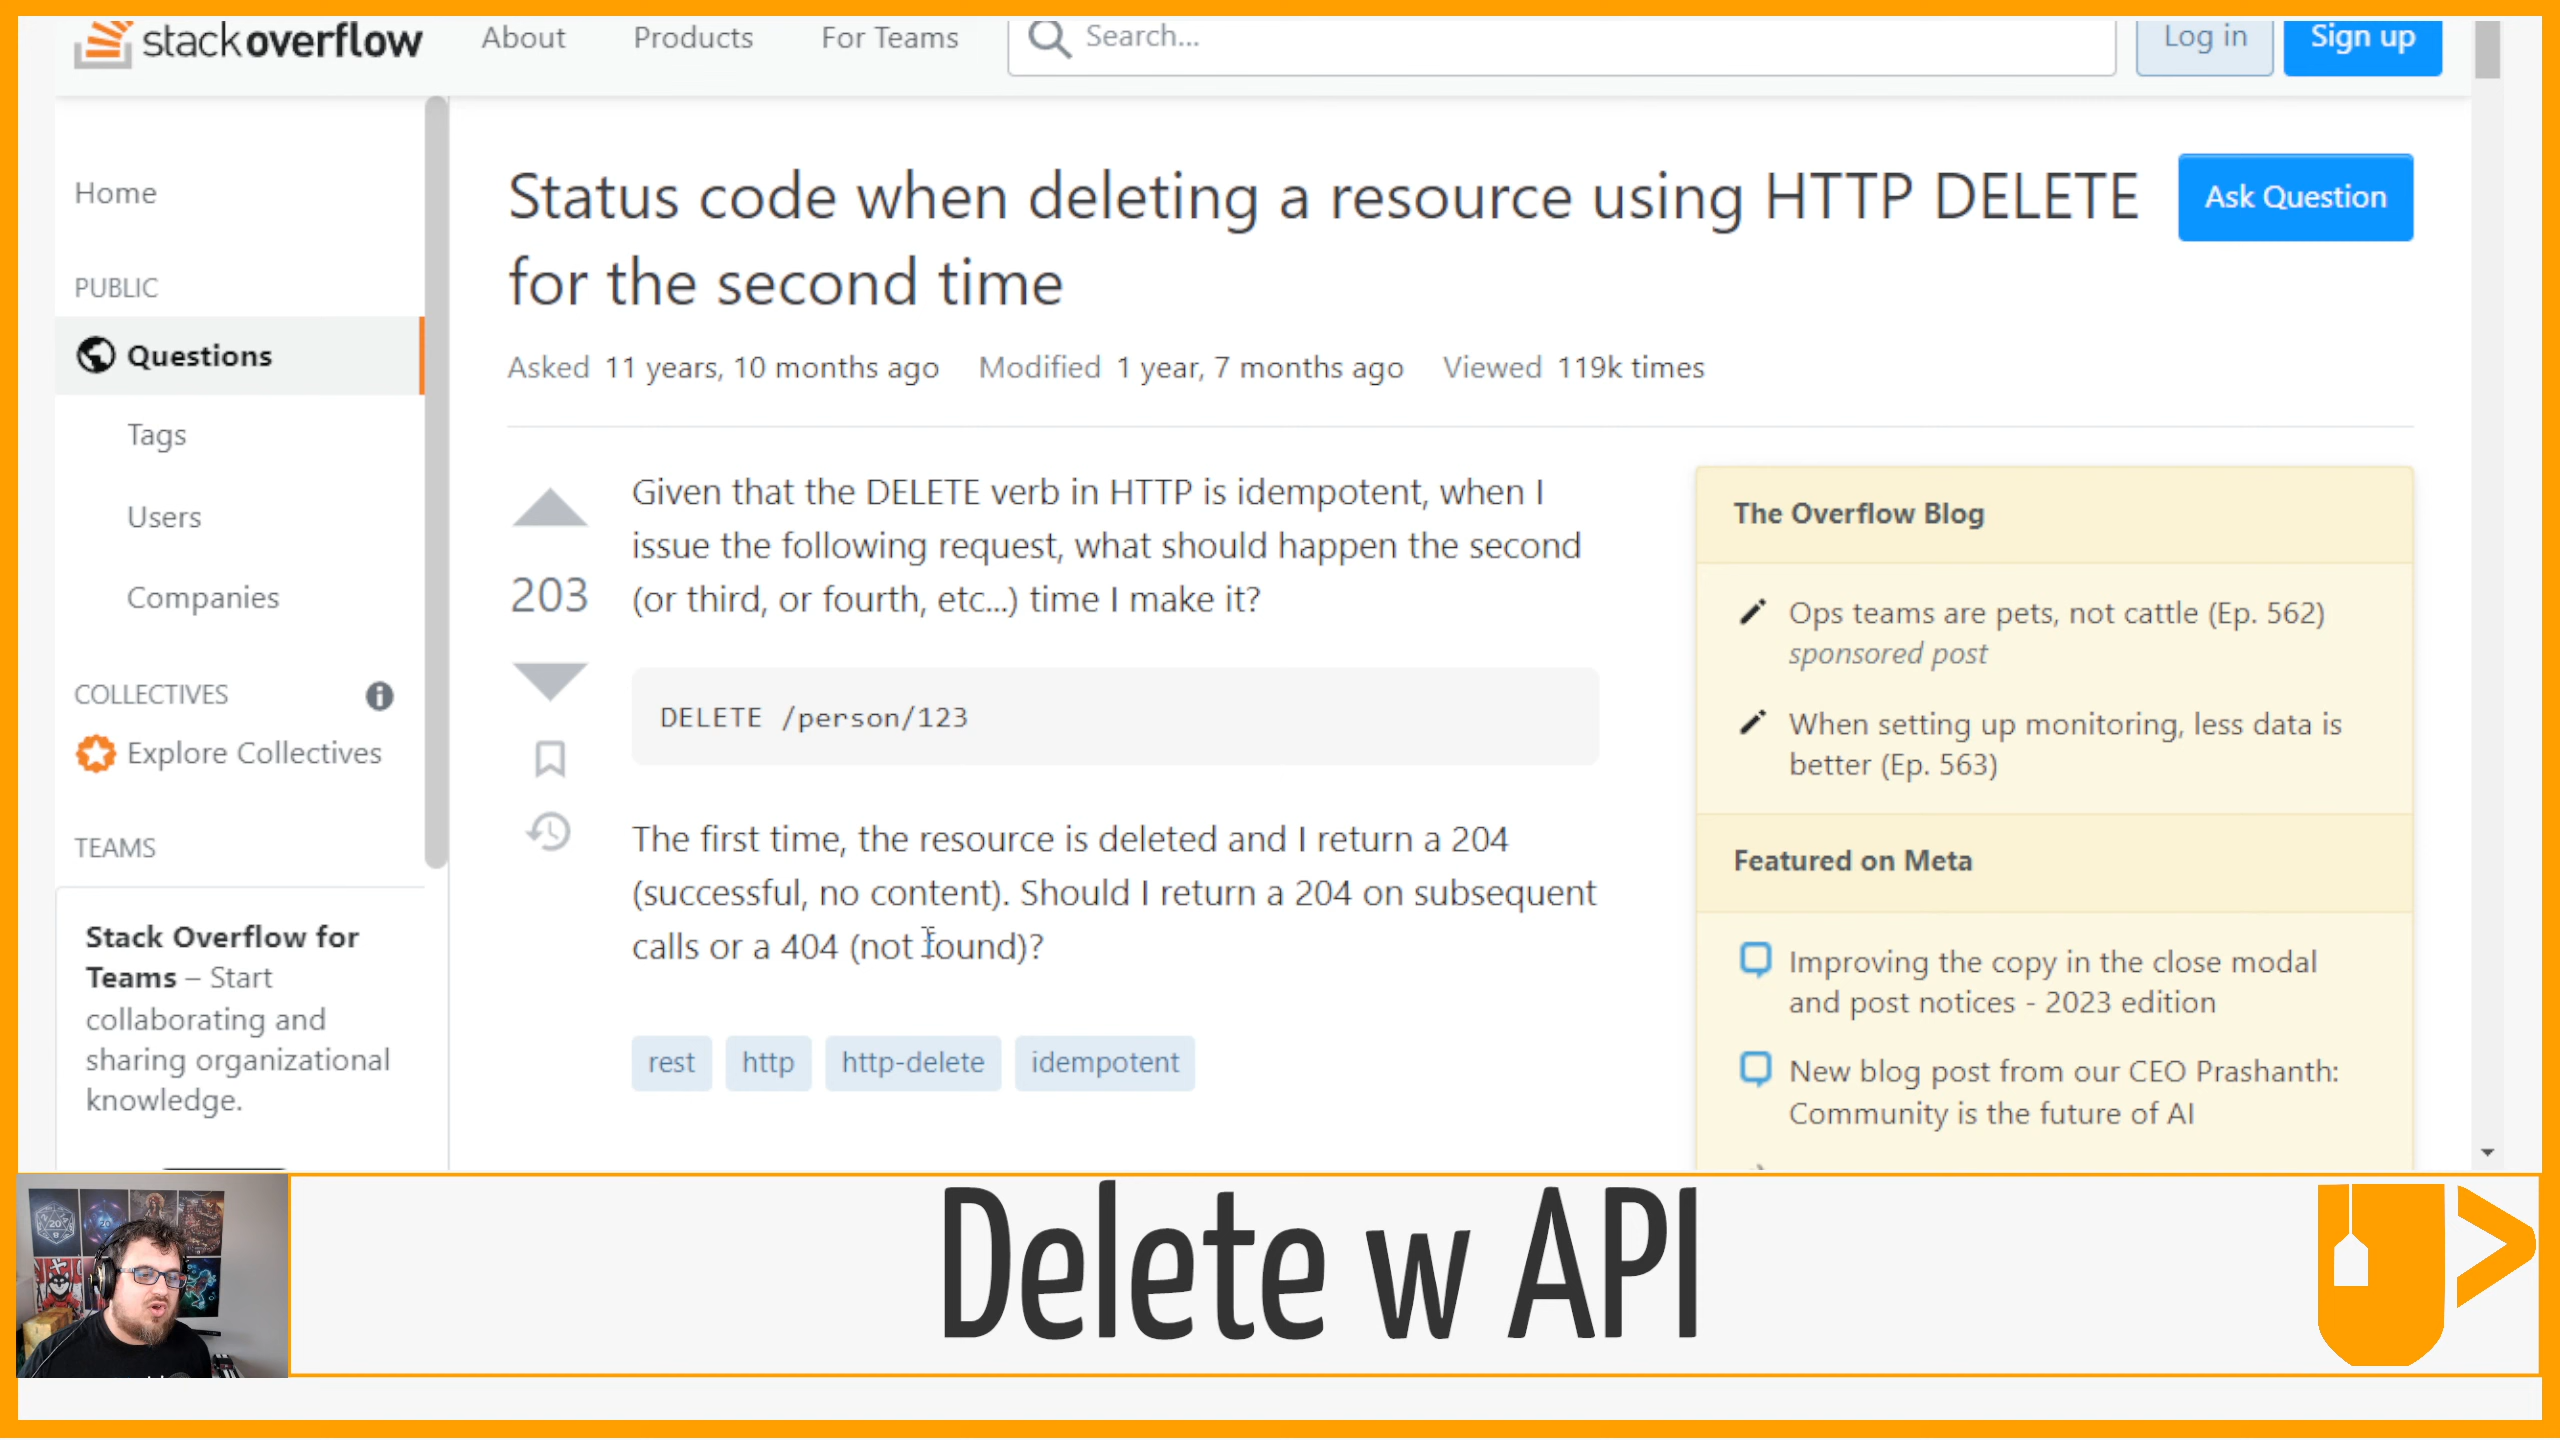 stackoverflow
About
Products
For Teams
Search...
Log in
Sign up
Home
PUBLIC
Questions
Tags
Users
Companies
COLLECTIVES
Explore Collectives
TEAMS
Stack Overflow for
Teams – Start
collaborating and
sharing organizational
knowledge.
Status code when deleting a resource using HTTP DELETE
for the second time
Ask Question
Asked 11 years, 10 months ago Modified 1 year, 7 months ago Viewed 119k times
203
Given that the DELETE verb in HTTP is idempotent, when I
issue the following request, what should happen the second
(or third, or fourth, etc...) time I make it?
DELETE /person/123
The first time, the resource is deleted and I return a 204
(successful, no content). Should I return a 204 on subsequent
calls or a 404 (not found)?
rest http http-delete idempotent
The Overflow Blog
Ops teams are pets, not cattle (Ep. 562)
sponsored post
When setting up monitoring, less data is
better (Ep. 563)
Featured on Meta
Improving the copy in the close modal
and post notices - 2023 edition
New blog post from our CEO Prashanth:
Community is the future of AI
Delete w API